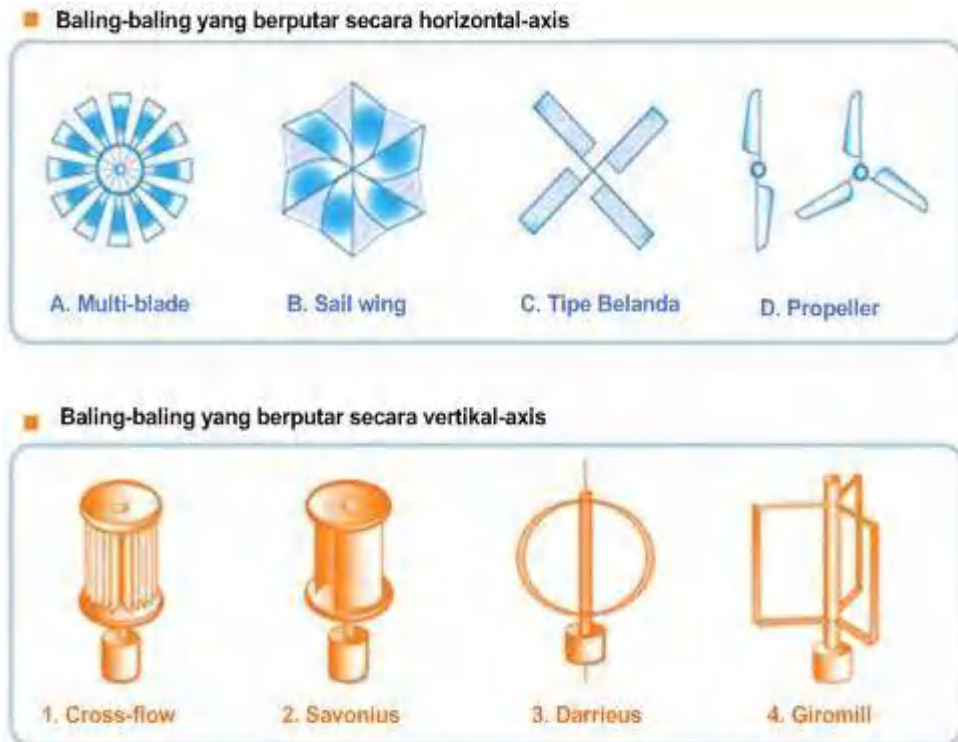 Baling-baling yang berputar secara horizontal-axis
A. Multi-blade
B. Sail wing
C. Tipe Belanda
D. Propeller
Baling-baling yang berputar secara vertikal-axis
1. Cross-flow
2. Savonius
3. Darrieus
4. Giromill